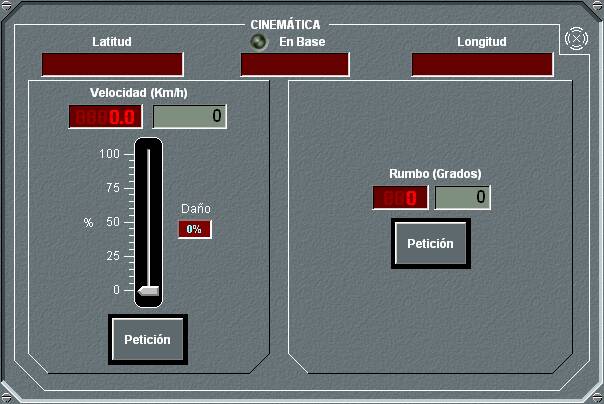 CINEMÁTICA
Latitud
En Base
Longitud
Velocidad (Km/h)
0.0
0
100
75
50
25
0
%
Daño
0%
Petición
Rumbo (Grados)
0
0
Petición